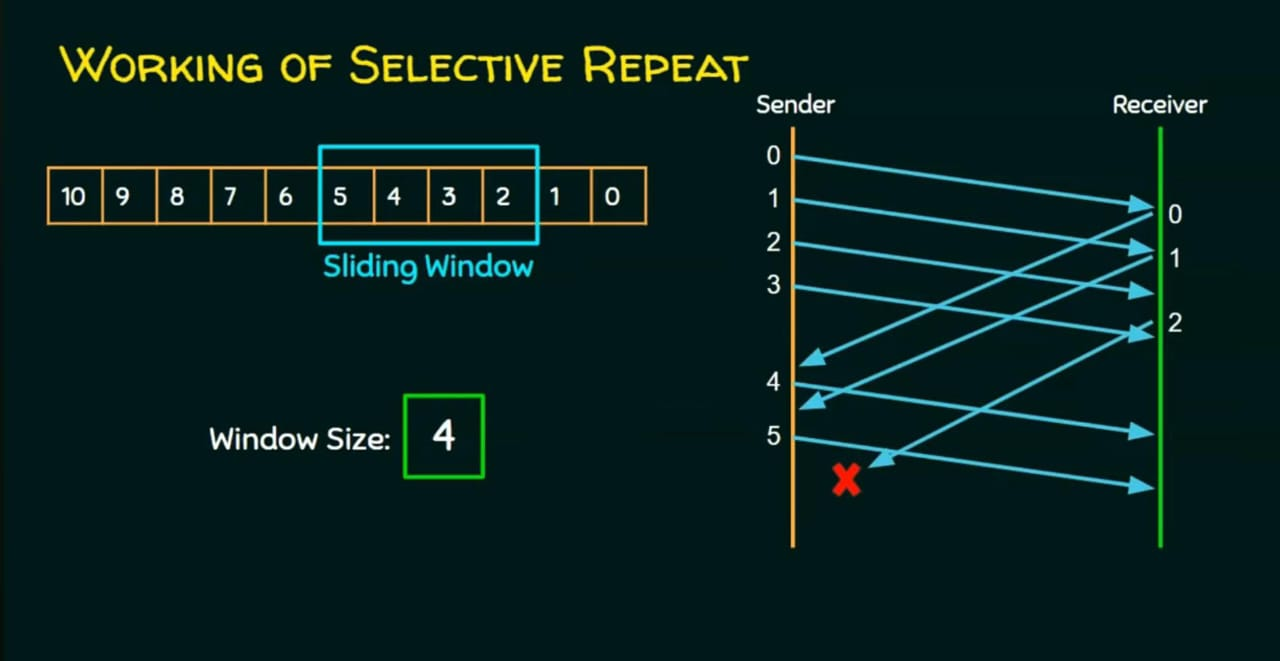 WORKING OF SELECTIVE REPEAT
10 9 8 7 6 5 4 3 2 1 0
Sliding Window
Window Size: 4
Sender
Receiver
0
1
2
3
4
5
0
1
2